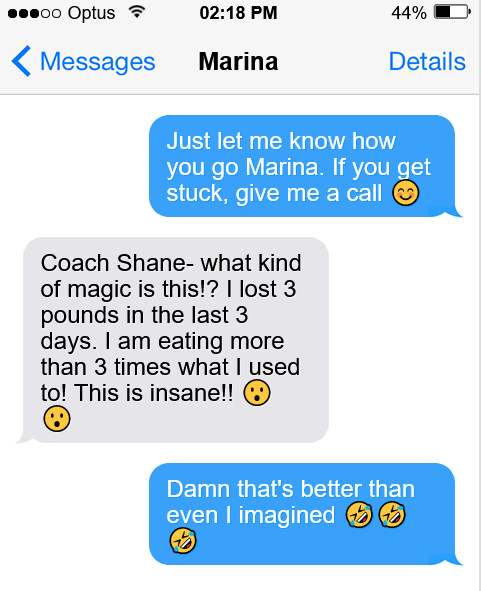 Optus 02:18 PM 44%
Messages Marina Details
Just let me know how
you go Marina. If you get
stuck, give me a call 😊
Coach Shane- what kind
of magic is this!? I lost 3
pounds in the last 3
days. I am eating more
than 3 times what I used
to! This is insane!! 😮
😮
Damn that's better than
even I imagined 🤣🤣
🤣